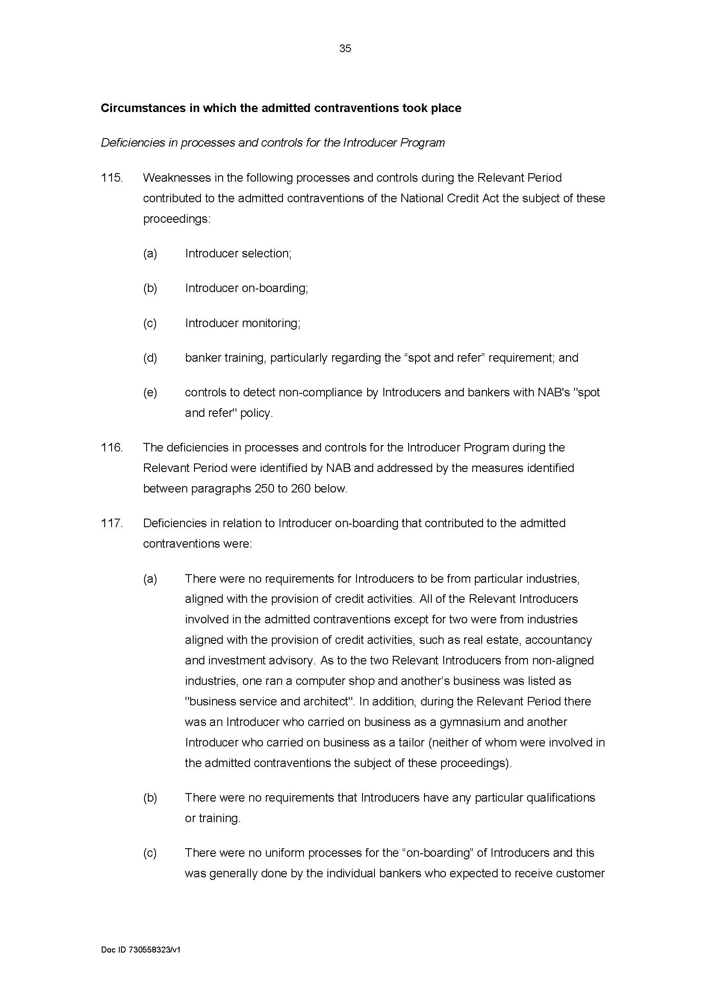 35
Circumstances in which the admitted contraventions took place
Deficiencies in processes and controls for the Introducer Program
115. Weaknesses in the following processes and controls during the Relevant Period
contributed to the admitted contraventions of the National Credit Act the subject of these
proceedings:
(a) Introducer selection;
(b) Introducer on-boarding;
(c) Introducer monitoring;
(d) banker training, particularly regarding the “spot and refer” requirement; and
(e) controls to detect non-compliance by Introducers and bankers with NAB's "spot
and refer" policy.
116. The deficiencies in processes and controls for the Introducer Program during the
Relevant Period were identified by NAB and addressed by the measures identified
between paragraphs 250 to 260 below.
117. Deficiencies in relation to Introducer on-boarding that contributed to the admitted
contraventions were:
(a) There were no requirements for Introducers to be from particular industries,
aligned with the provision of credit activities. All of the Relevant Introducers
involved in the admitted contraventions except for two were from industries
aligned with the provision of credit activities, such as real estate, accountancy
and investment advisory. As to the two Relevant Introducers from non-aligned
industries, one ran a computer shop and another’s business was listed as
"business service and architect". In addition, during the Relevant Period there
was an Introducer who carried on business as a gymnasium and another
Introducer who carried on business as a tailor (neither of whom were involved in
the admitted contraventions the subject of these proceedings).
(b) There were no requirements that Introducers have any particular qualifications
or training.
(c) There were no uniform processes for the “on-boarding” of Introducers and this
was generally done by the individual bankers who expected to receive customer
Doc ID 730558323/v1